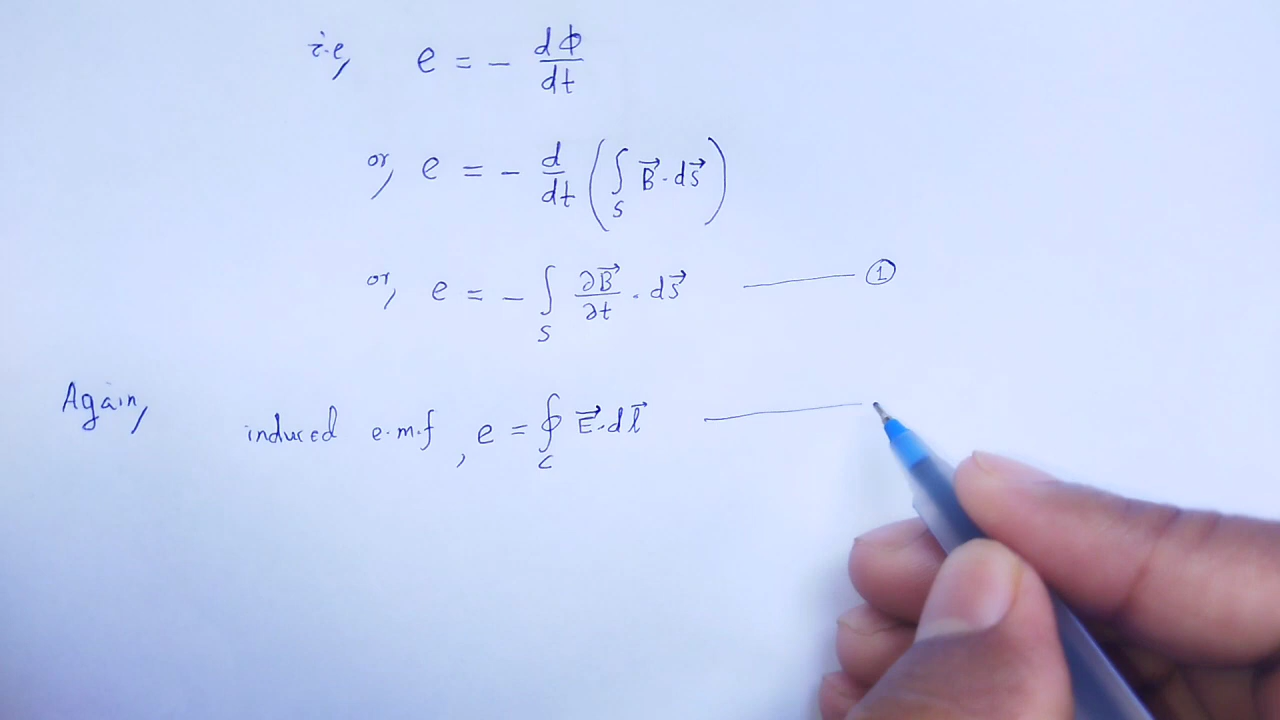 i.e, e = - dΦ/dt
or, e = - d/dt (∫_S B⃗ . ds⃗)
or, e = - ∫_S ∂B⃗/∂t . ds⃗ —— ①
Again,
induced e.m.f, e = ∮_C E⃗.dl⃗ ——